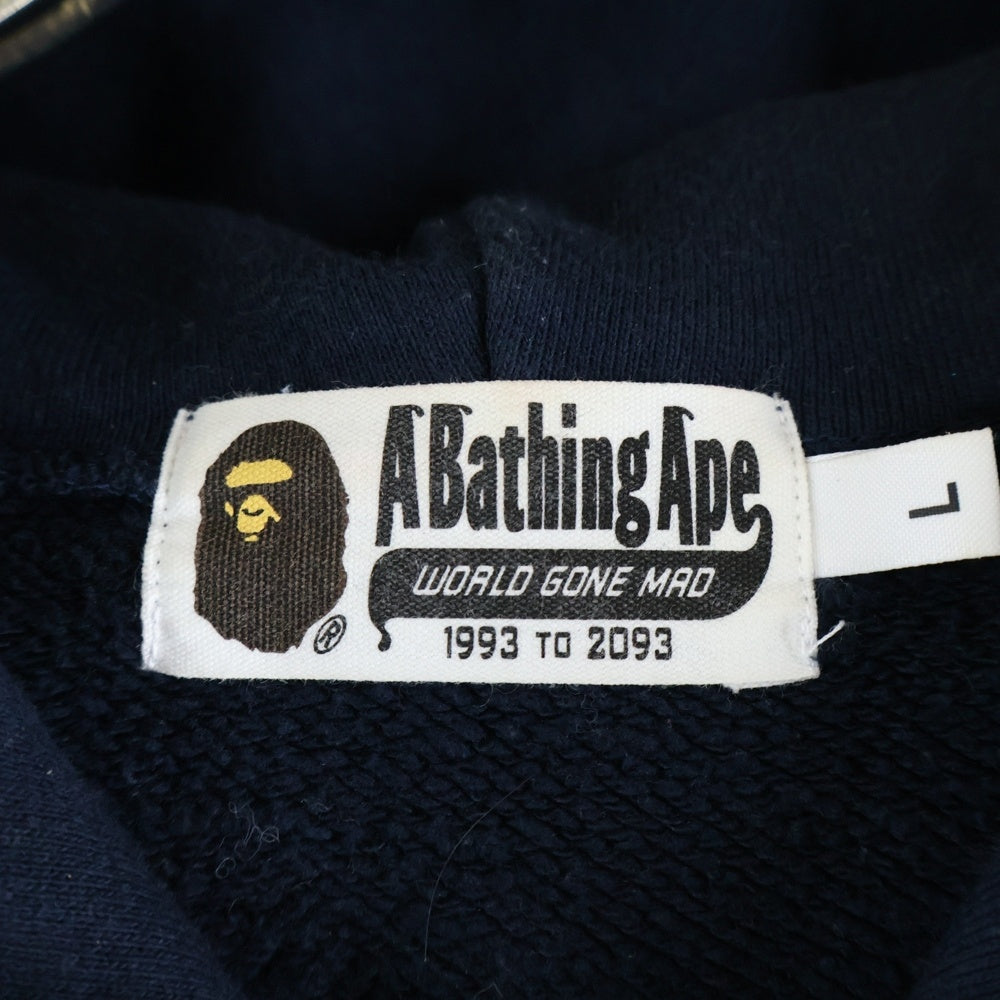 A Bathing Ape
WORLD GONE MAD
1993 TO 2093
®
L